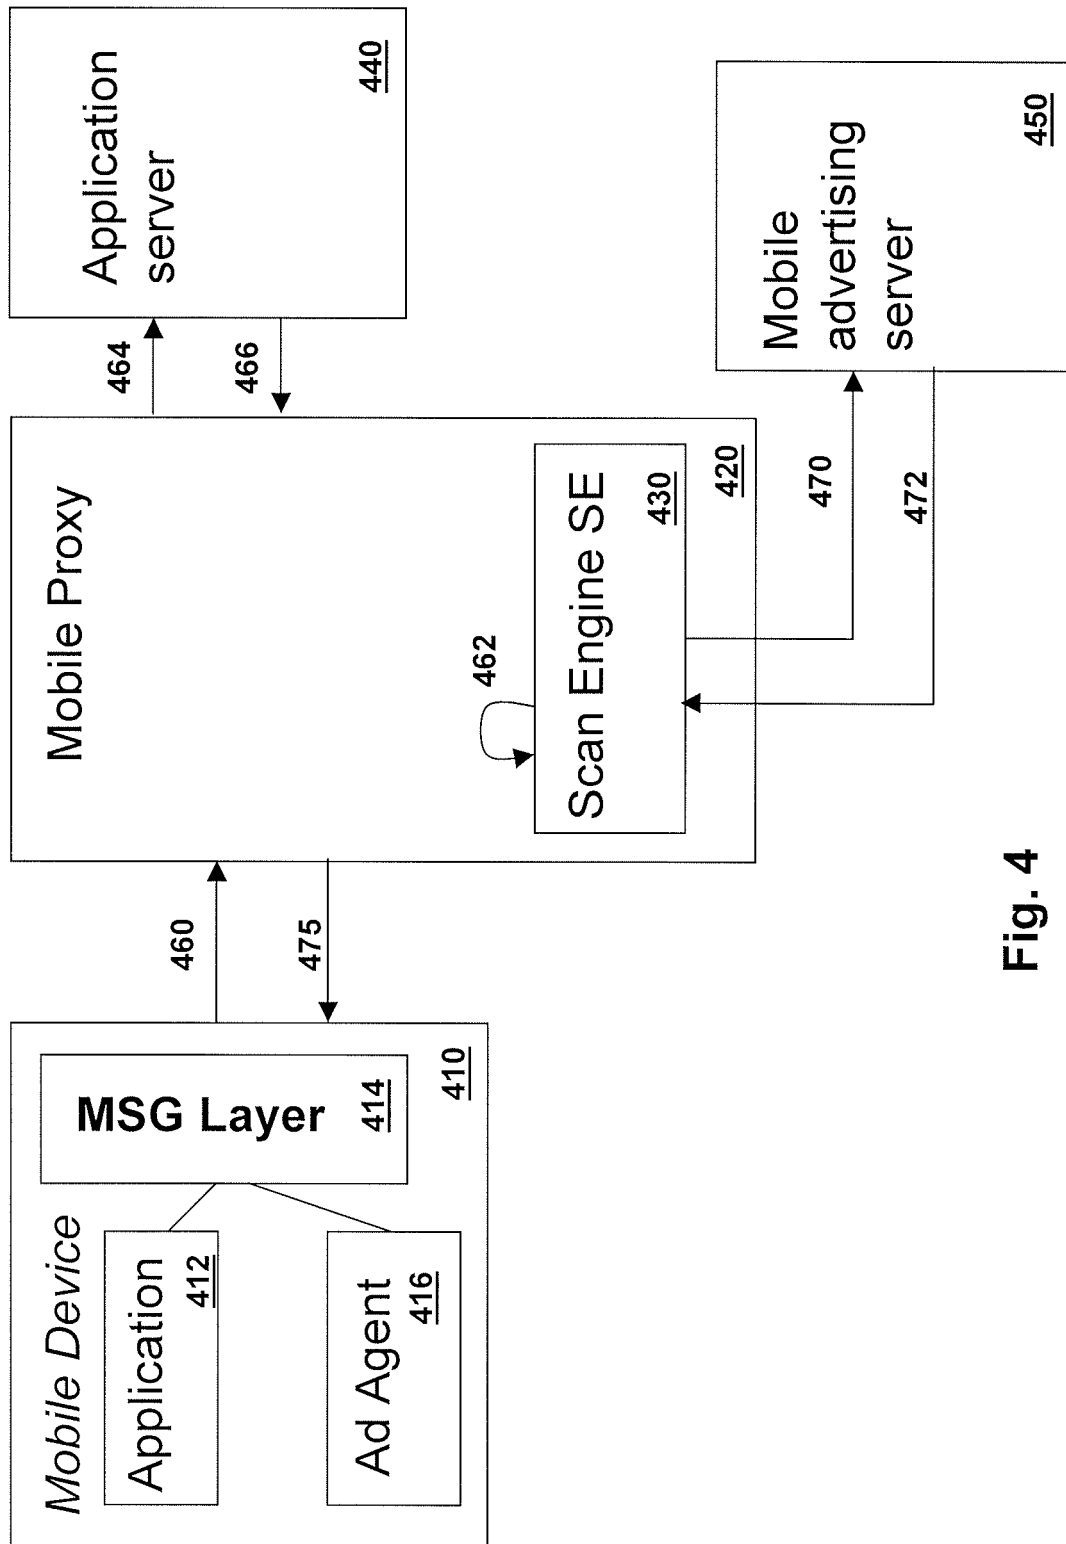 Mobile Device
Application
412
Ad Agent
416
MSG Layer
414
410
460
475
Mobile Proxy
462
Scan Engine SE
430
420
464
466
Application
server
440
470
472
Mobile
advertising
server
450
Fig. 4